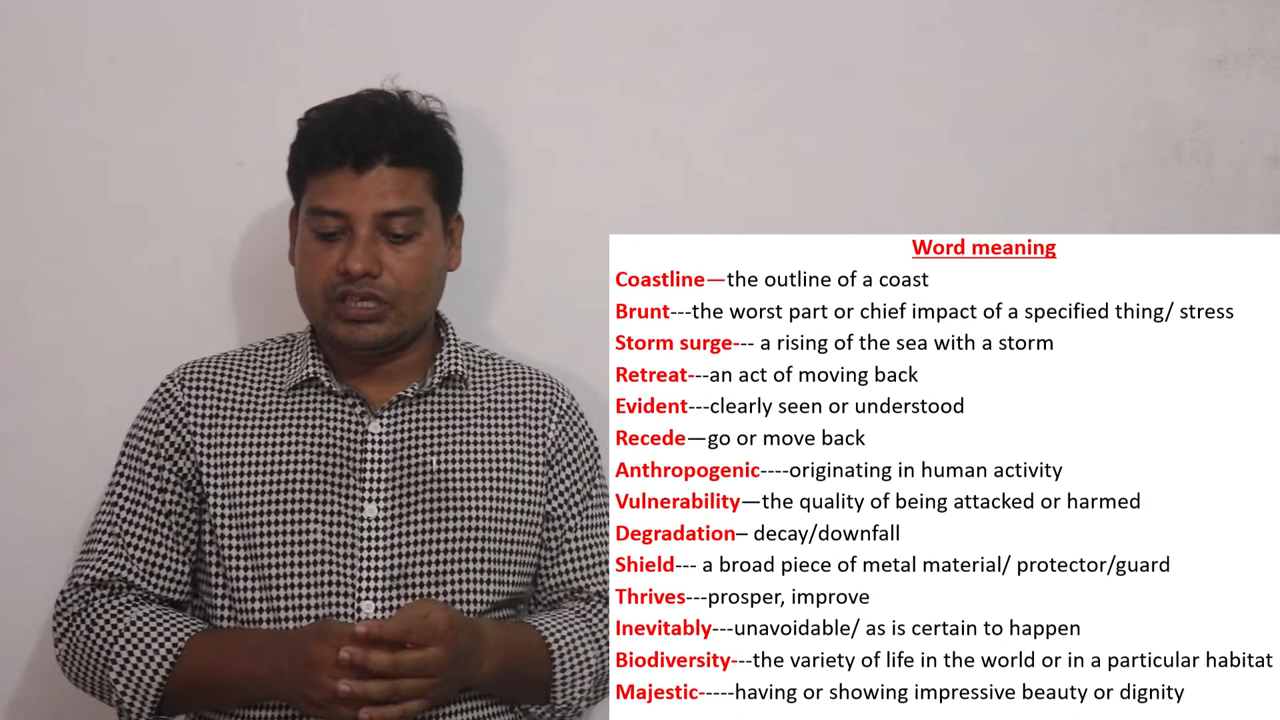 Word meaning
Coastline—the outline of a coast
Brunt---the worst part or chief impact of a specified thing/ stress
Storm surge--- a rising of the sea with a storm
Retreat---an act of moving back
Evident---clearly seen or understood
Recede—go or move back
Anthropogenic----originating in human activity
Vulnerability—the quality of being attacked or harmed
Degradation– decay/downfall
Shield--- a broad piece of metal material/ protector/guard
Thrives---prosper, improve
Inevitably---unavoidable/ as is certain to happen
Biodiversity---the variety of life in the world or in a particular habitat
Majestic-----having or showing impressive beauty or dignity